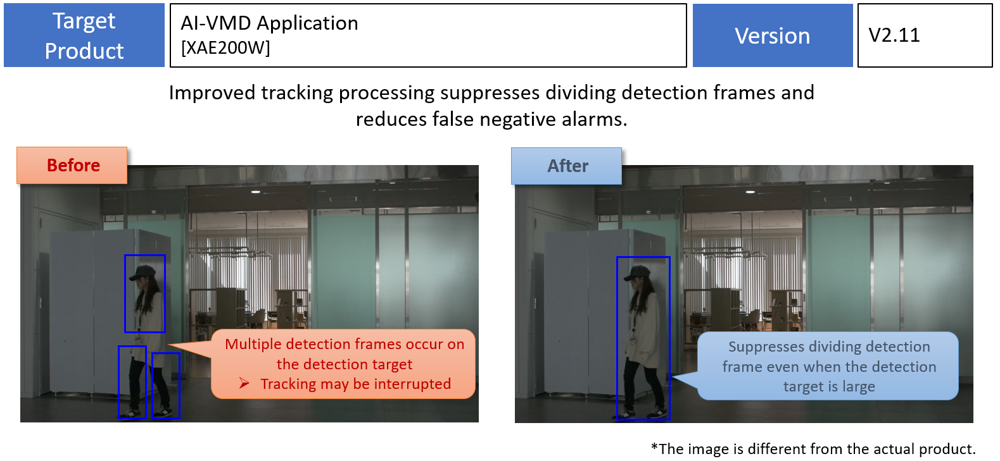 Target
Product
AI-VMD Application
[XAE200W]
Version
V2.11
Improved tracking processing suppresses dividing detection frames and
reduces false negative alarms.
Before
Multiple detection frames occur on
the detection target
➢ Tracking may be interrupted
After
Suppresses dividing detection
frame even when the detection
target is large
*The image is different from the actual product.